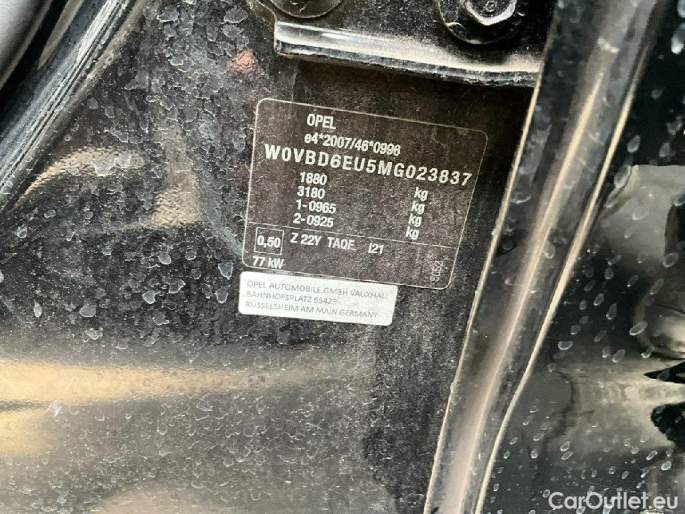 OPEL
e4*2007/46*0996
W0VBD6EU5MG023837
1880 kg
3180 kg
1-0965 kg
2-0925 kg
0,50 Z 22Y TAQE I21
77 kW
OPEL AUTOMOBILE GMBH VAUXHALL
BAHNHOFSPLATZ 65423
RÜSSELSHEIM AM MAIN GERMANY
CarOutlet.eu